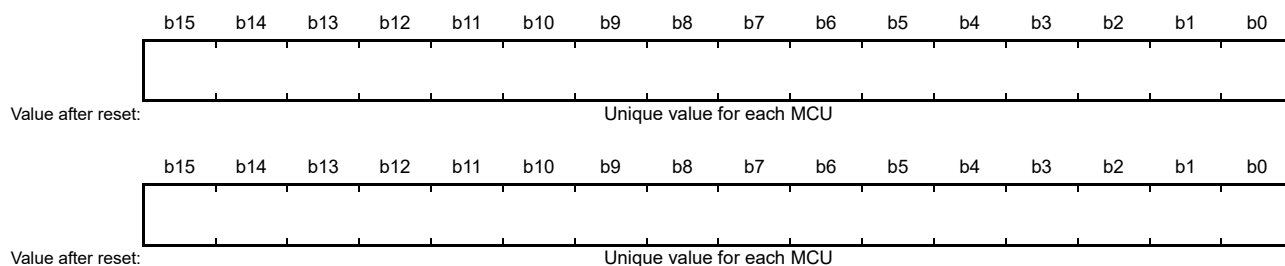 b15 b14 b13 b12 b11 b10 b9 b8 b7 b6 b5 b4 b3 b2 b1 b0
Value after reset: Unique value for each MCU
b15 b14 b13 b12 b11 b10 b9 b8 b7 b6 b5 b4 b3 b2 b1 b0
Value after reset: Unique value for each MCU